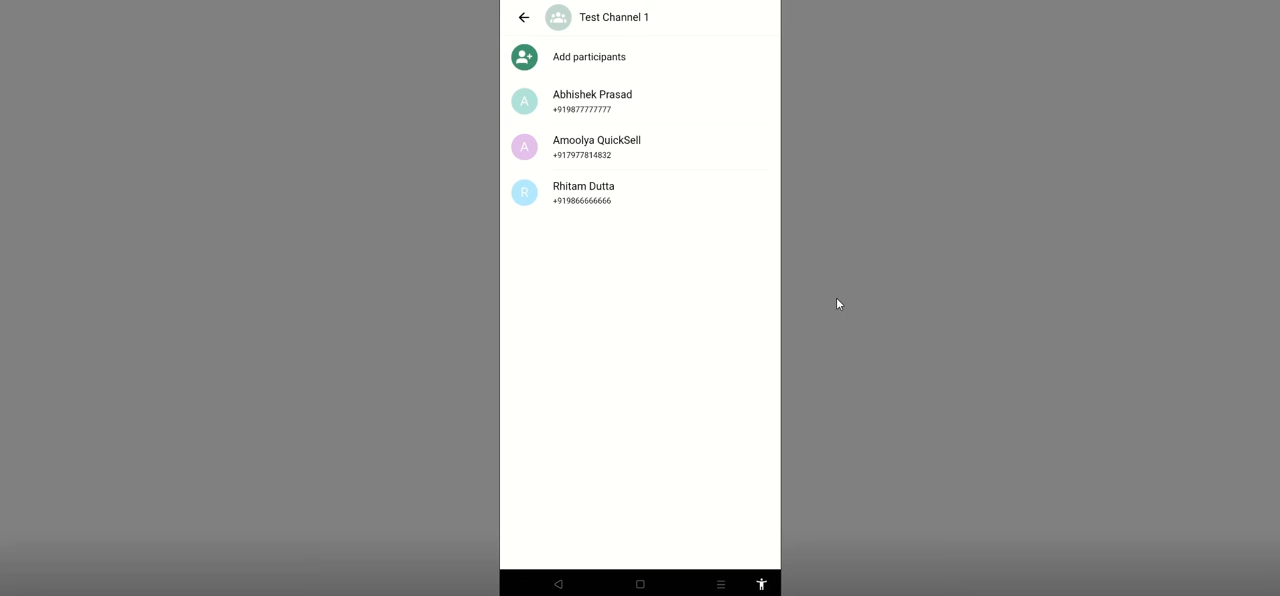 Test Channel 1
Add participants
A
Abhishek Prasad
+919877777777
A
Amoolya QuickSell
+917977814832
R
Rhitam Dutta
+919866666666